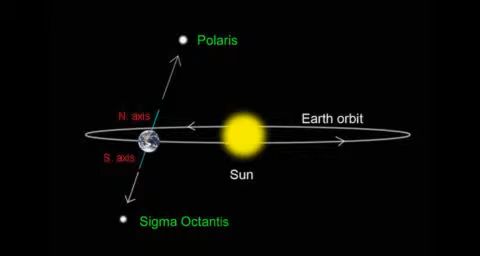 Polaris
N. axis
Earth orbit
S. axis
Sun
Sigma Octantis